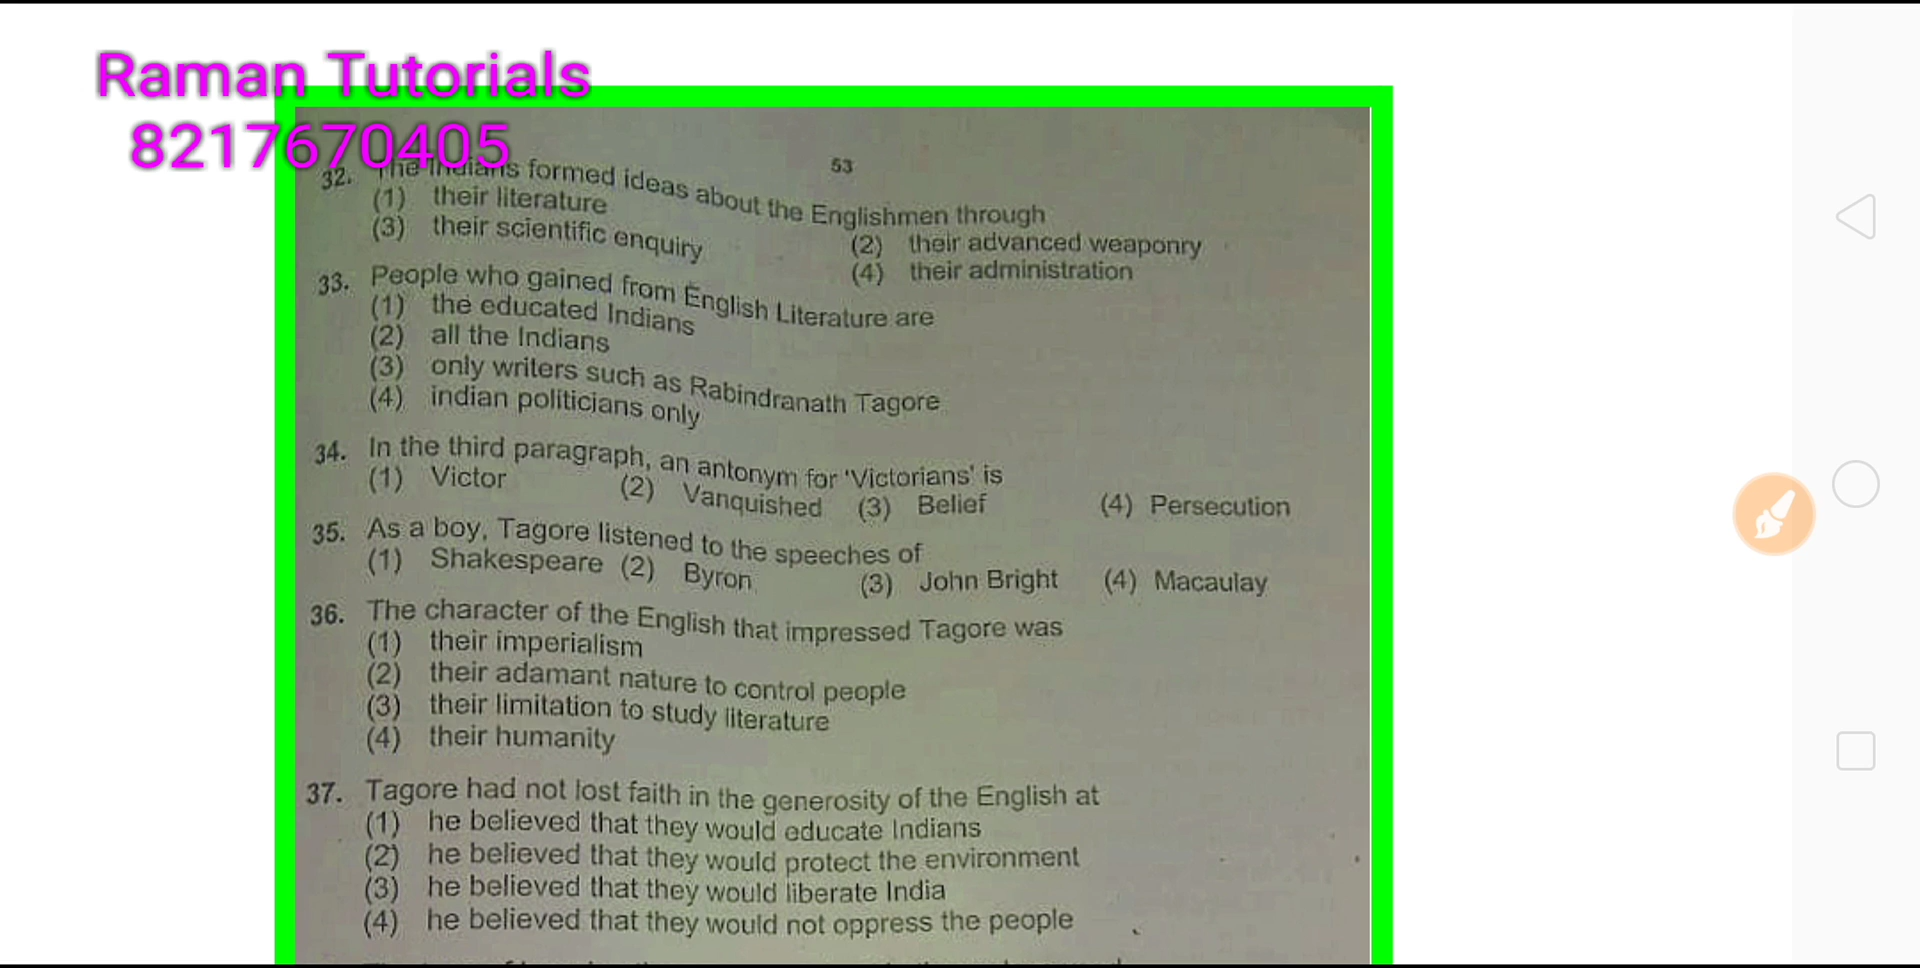 Raman Tutorials
8217670405
53
32. The Indians formed ideas about the Englishmen through
(1) their literature
(2) their advanced weaponry
(3) their scientific enquiry
(4) their administration
33. People who gained from English Literature are
(1) the educated Indians
(2) all the Indians
(3) only writers such as Rabindranath Tagore
(4) indian politicians only
34. In the third paragraph, an antonym for 'Victorians' is
(1) Victor (2) Vanquished (3) Belief (4) Persecution
35. As a boy, Tagore listened to the speeches of
(1) Shakespeare (2) Byron (3) John Bright (4) Macaulay
36. The character of the English that impressed Tagore was
(1) their imperialism
(2) their adamant nature to control people
(3) their limitation to study literature
(4) their humanity
37. Tagore had not lost faith in the generosity of the English at
(1) he believed that they would educate Indians
(2) he believed that they would protect the environment
(3) he believed that they would liberate India
(4) he believed that they would not oppress the people